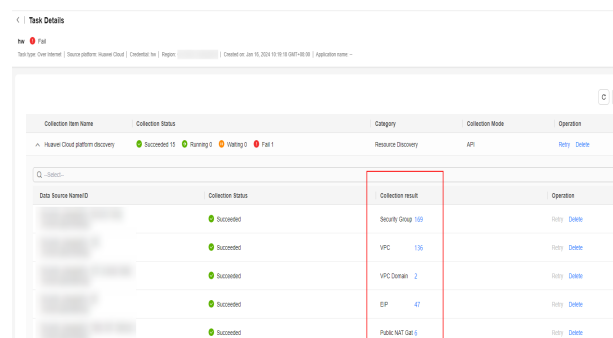 < | Task Details
hw Fail
Task type: Over Internet | Source platform: Huawei Cloud | Credential: hw | Region: | Created on: Jan 16, 2024 10:19:16 GMT+08:00 | Application name: --
Collection Item Name Collection Status Category Collection Mode Operation
Huawei Cloud platform discovery Succeeded 15 Running 0 Waiting 0 Fail 1 Resource Discovery API Retry Delete
--Select--
Data Source Name/ID Collection Status Collection result Operation
Succeeded Security Group 169 Retry Delete
Succeeded VPC 136 Retry Delete
Succeeded VPC Domain 2 Retry Delete
Succeeded EIP 47 Retry Delete
Succeeded Public NAT Gat 6 Retry Delete